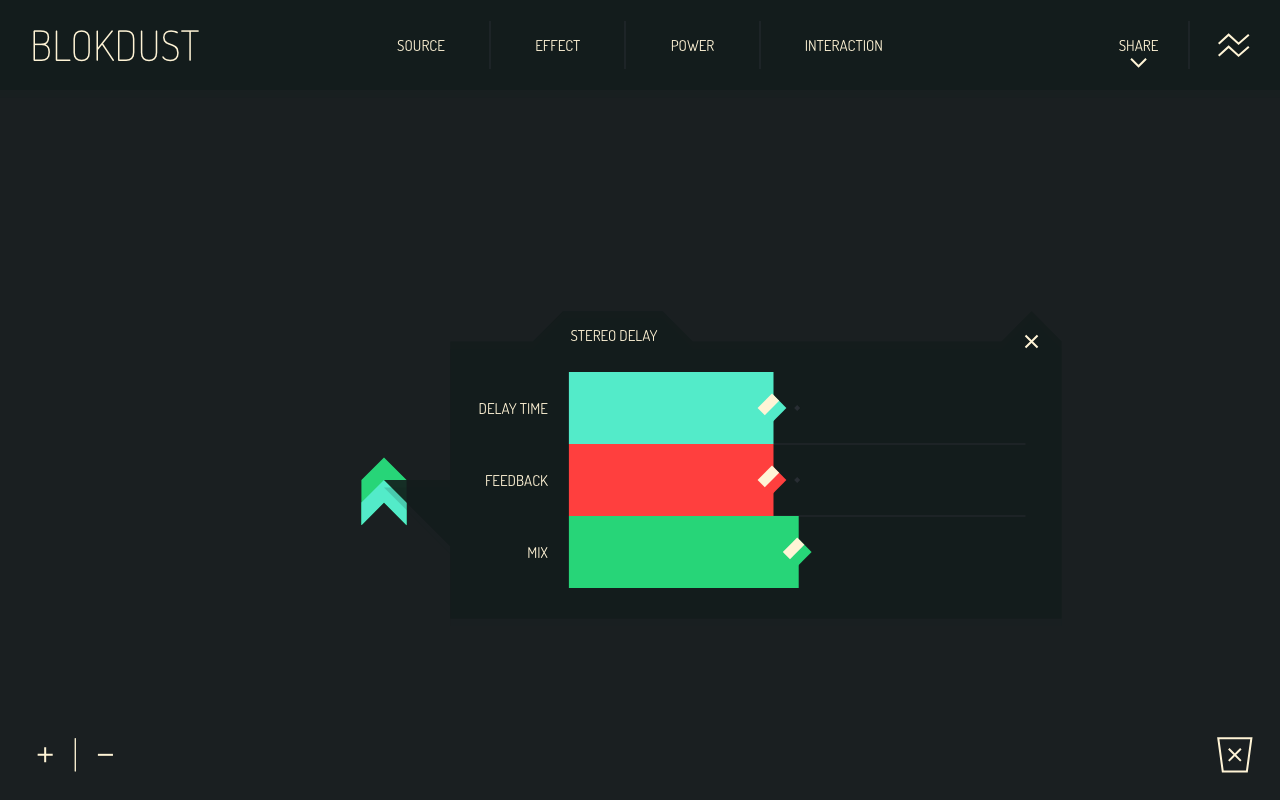 BLOKDUST
SOURCE
EFFECT
POWER
INTERACTION
SHARE
STEREO DELAY
DELAY TIME
FEEDBACK
MIX